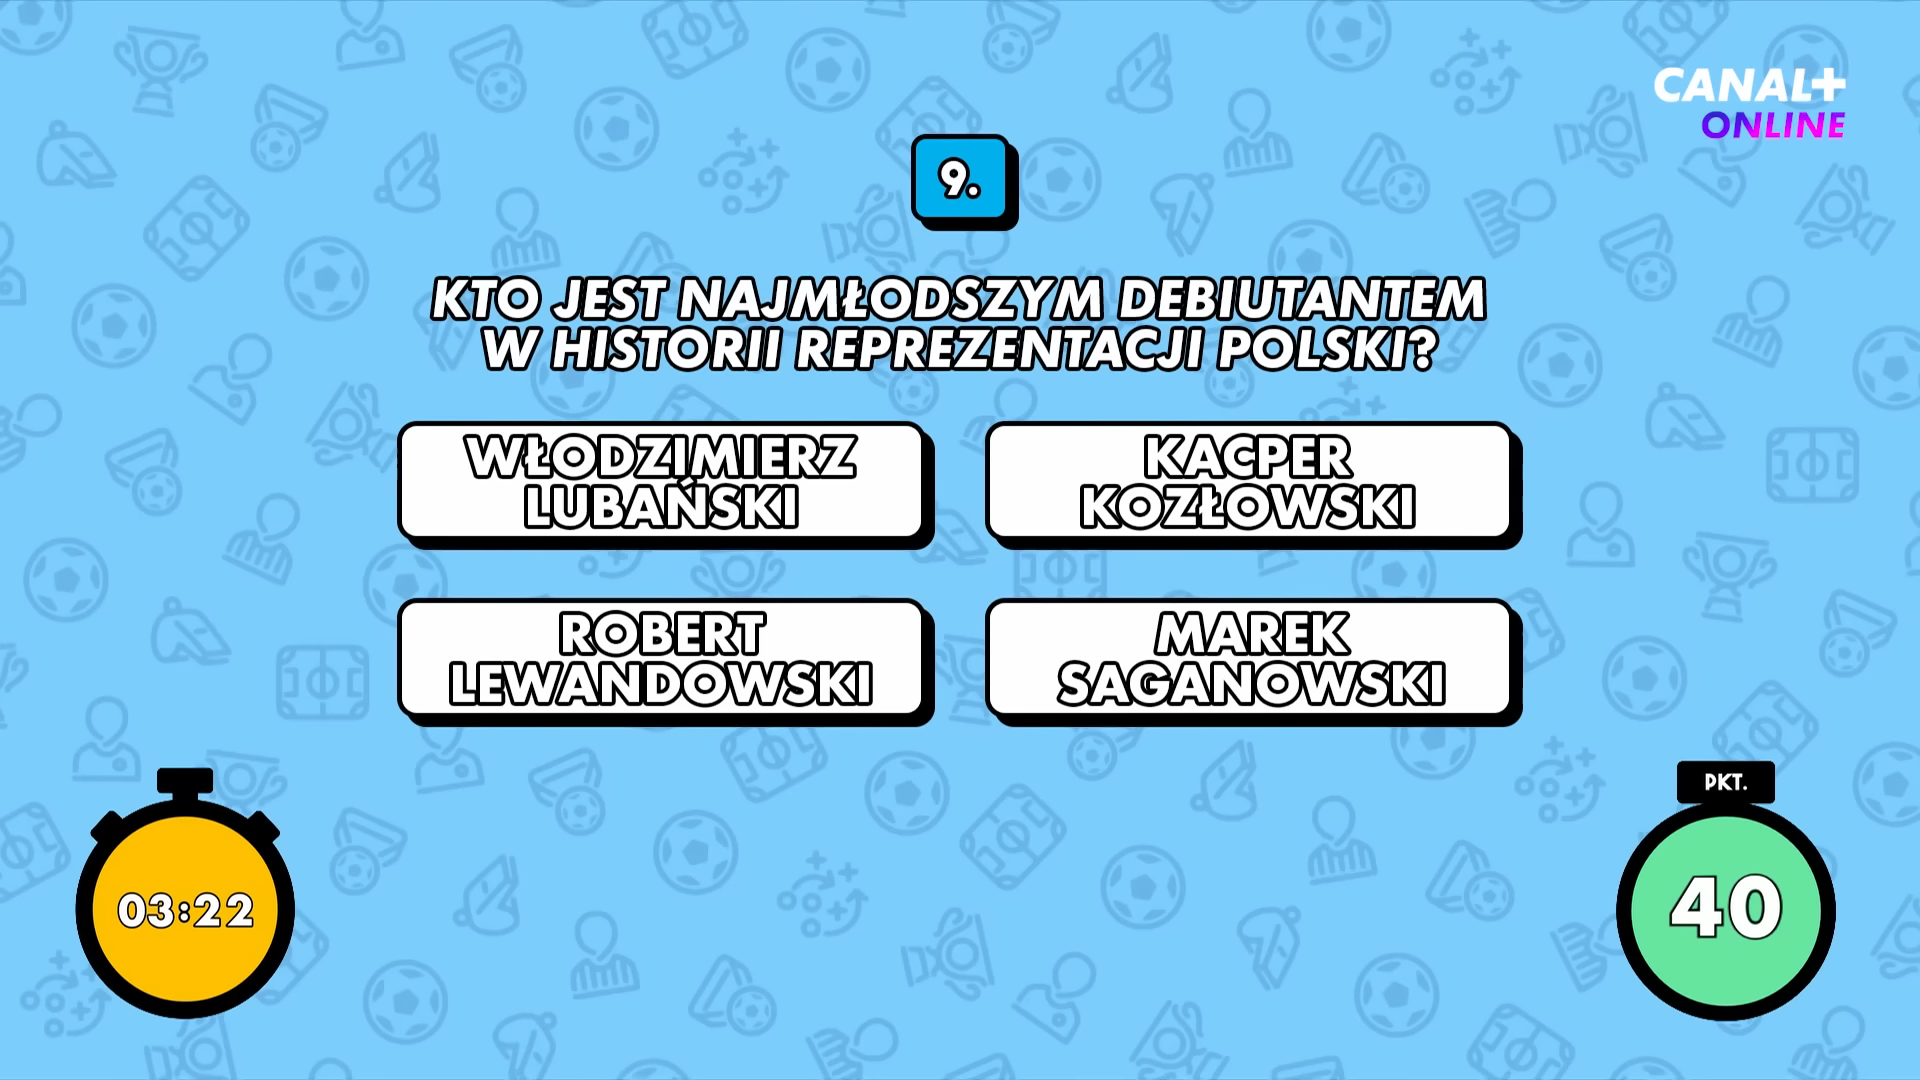 CANAL+
ONLINE
9.
KTO JEST NAJMŁODSZYM DEBIUTANTEM
W HISTORII REPREZENTACJI POLSKI?
WŁODZIMIERZ
LUBAŃSKI
KACPER
KOZŁOWSKI
ROBERT
LEWANDOWSKI
MAREK
SAGANOWSKI
03:22
PKT.
40